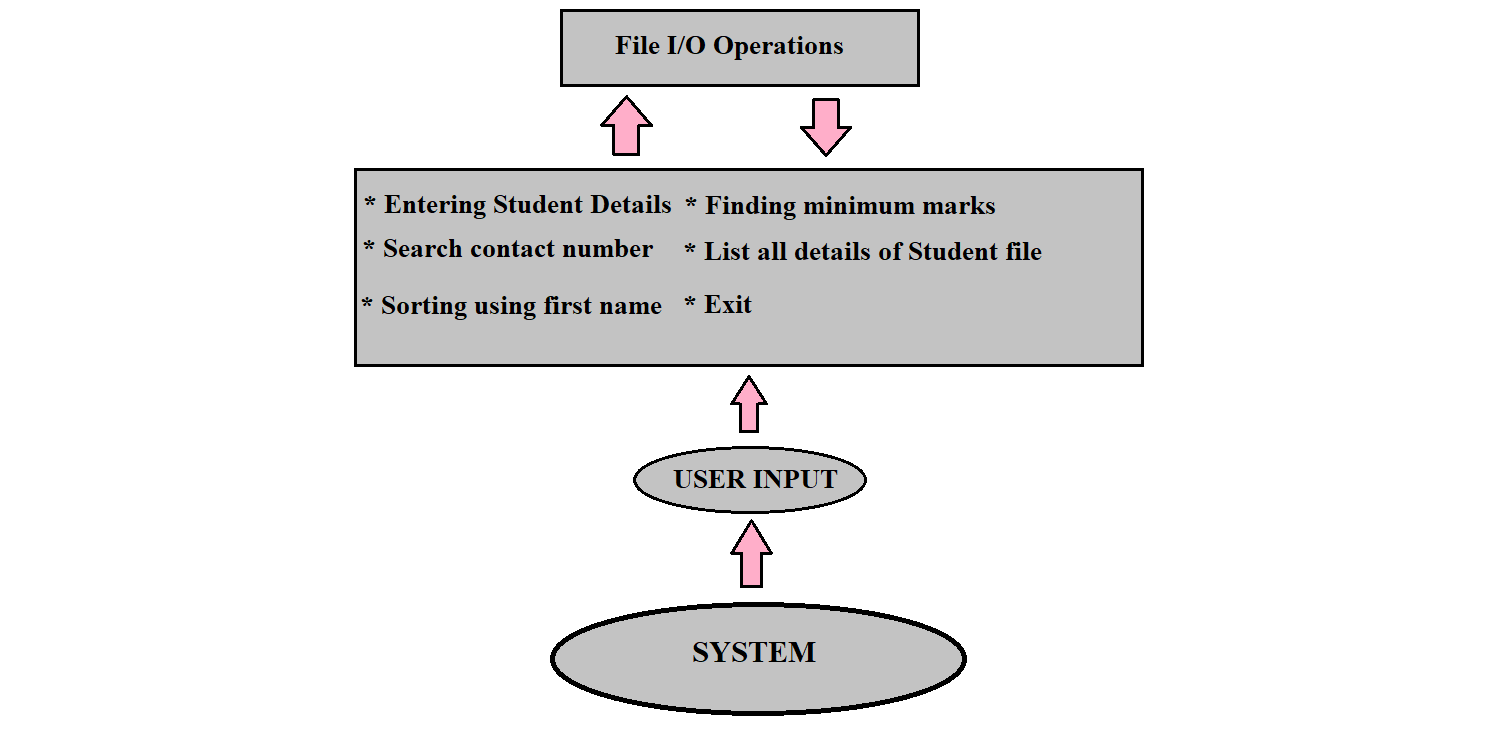 File I/O Operations
* Entering Student Details
* Finding minimum marks
* Search contact number
* List all details of Student file
* Sorting using first name
* Exit
USER INPUT
SYSTEM